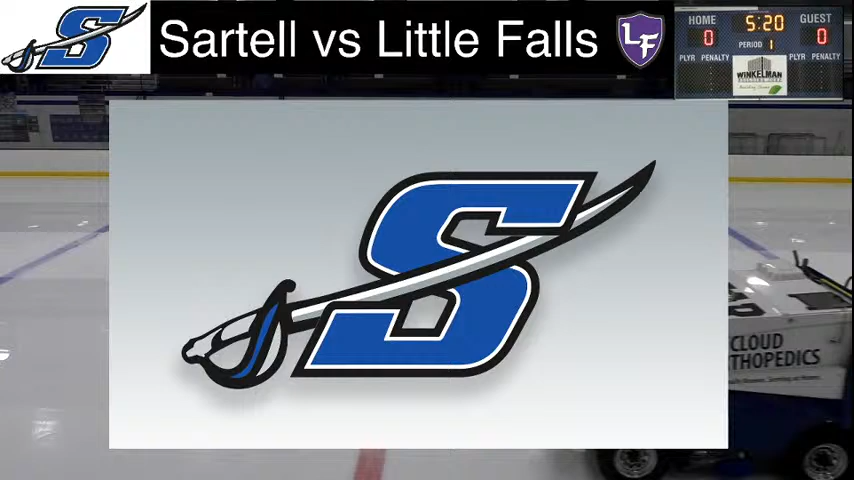 S
Sartell vs Little Falls
LF
HOME 5:20 GUEST
0 PERIOD 1 0
PLYR PENALTY PLYR PENALTY
WINKELMAN
S
CLOUD
THOPEDICS